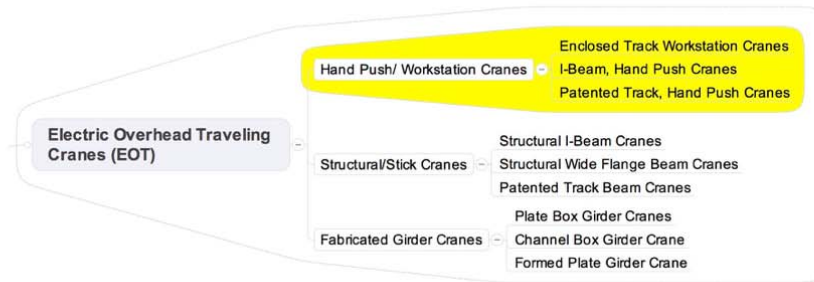 Enclosed Track Workstation Cranes
Hand Push/ Workstation Cranes
I-Beam, Hand Push Cranes
Patented Track, Hand Push Cranes
Electric Overhead Traveling
Cranes (EOT)
Structural I-Beam Cranes
Structural/Stick Cranes
Structural Wide Flange Beam Cranes
Patented Track Beam Cranes
Plate Box Girder Cranes
Fabricated Girder Cranes
Channel Box Girder Crane
Formed Plate Girder Crane